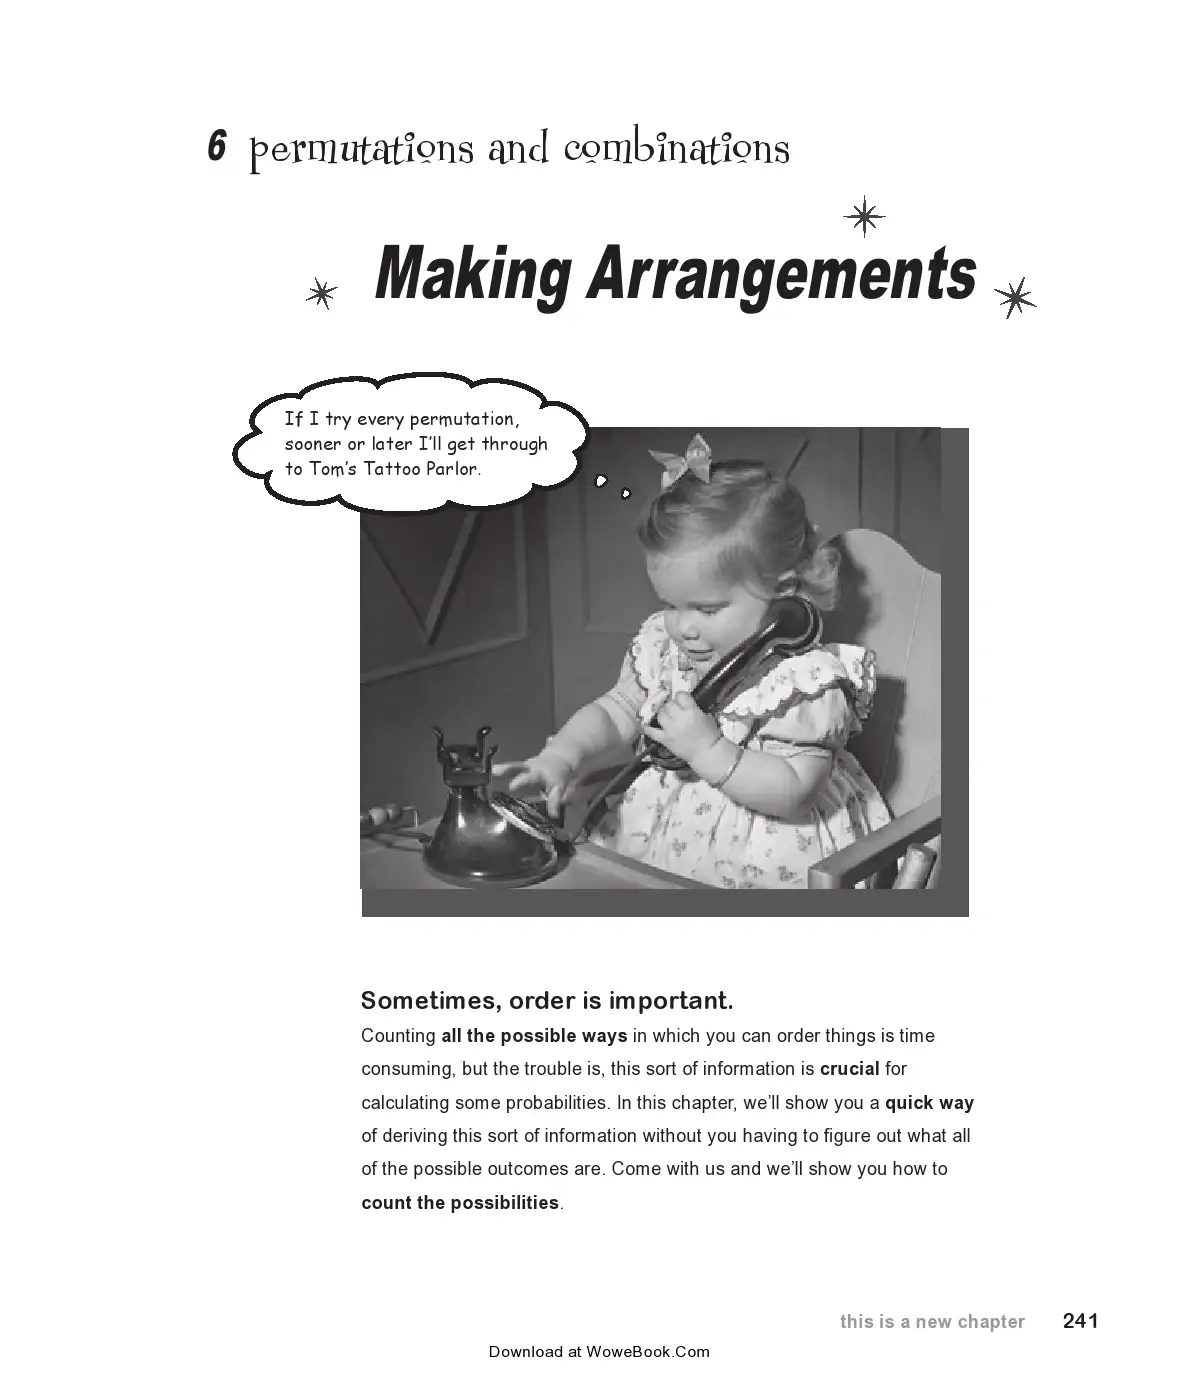 6 permutations and combinations
Making Arrangements
If I try every permutation,
sooner or later I’ll get through
to Tom’s Tattoo Parlor.
Sometimes, order is important.
Counting all the possible ways in which you can order things is time
consuming, but the trouble is, this sort of information is crucial for
calculating some probabilities. In this chapter, we’ll show you a quick way
of deriving this sort of information without you having to figure out what all
of the possible outcomes are. Come with us and we’ll show you how to
count the possibilities.
this is a new chapter 241
Download at WoweBook.Com